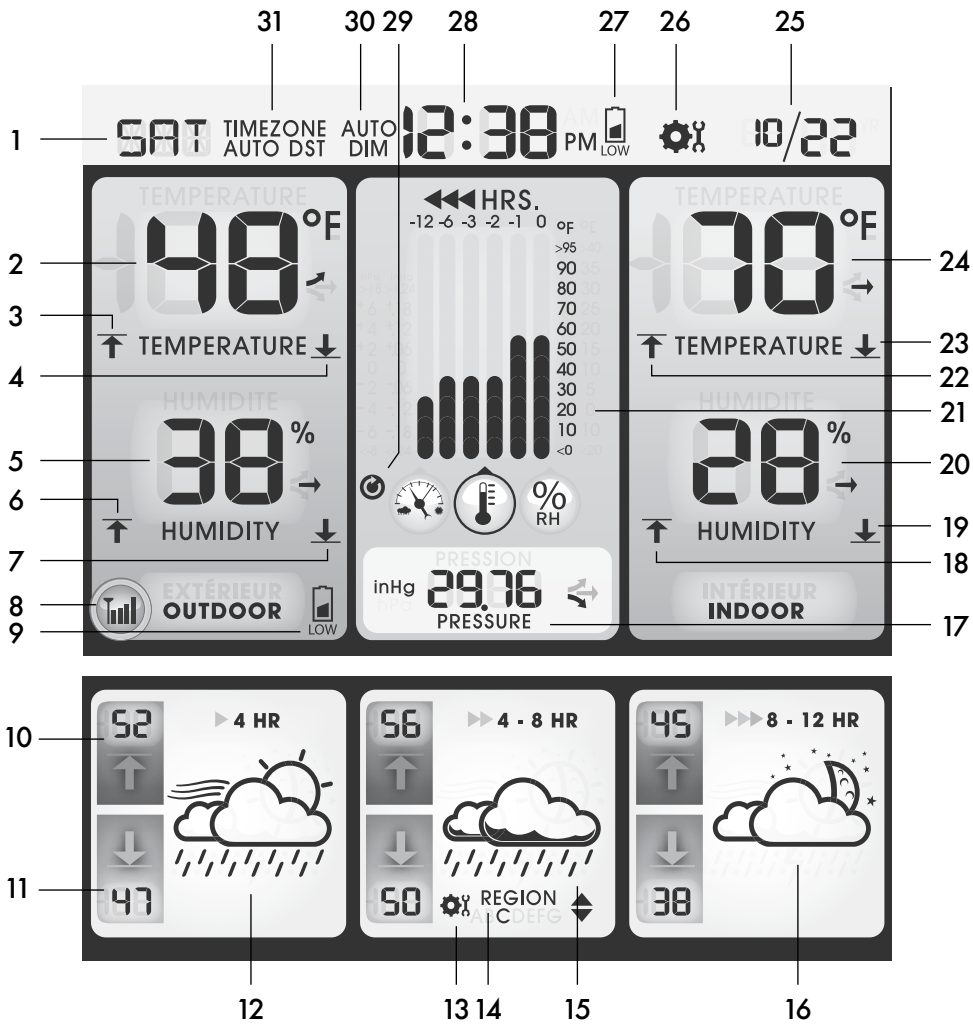 31 30 29 28 27 26 25
1 SAT TIMEZONE AUTO 12:38 PM LOW 10/22
AUTO DST DIM
AM
TEMPERATURE
48 °F
2
3
TEMPERATURE
4
HUMIDITE
5
38 %
6
HUMIDITY
7
8
EXTÉRIEUR
OUTDOOR
LOW
9
HRS.
-12 -6 -3 -2 -1 0
°F °C
>95
90
80
70
60
50
40
30
20
10
<0
21
% RH
PRESSION
inHg 29.76
hPa
PRESSURE
17
TEMPERATURE
70 °F
24
TEMPERATURE
23
22
HUMIDITE
28 %
20
HUMIDITY
19
18
INTÉRIEUR
INDOOR
10
52
4 HR
11
47
56
4 - 8 HR
50
REGION
ABCDEFG
45
8 - 12 HR
38
12 13 14 15 16